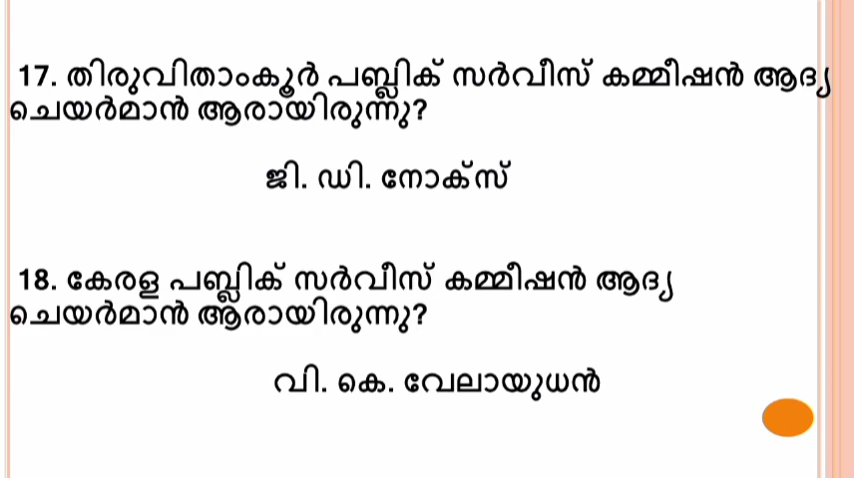 17. തിരുവിതാംകൂർ പബ്ലിക് സർവീസ് കമ്മീഷൻ ആദ്യ
ചെയർമാൻ ആരായിരുന്നു?
ജി. ഡി. നോക്സ്
18. കേരള പബ്ലിക് സർവീസ് കമ്മീഷൻ ആദ്യ
ചെയർമാൻ ആരായിരുന്നു?
വി. കെ. വേലായുധൻ